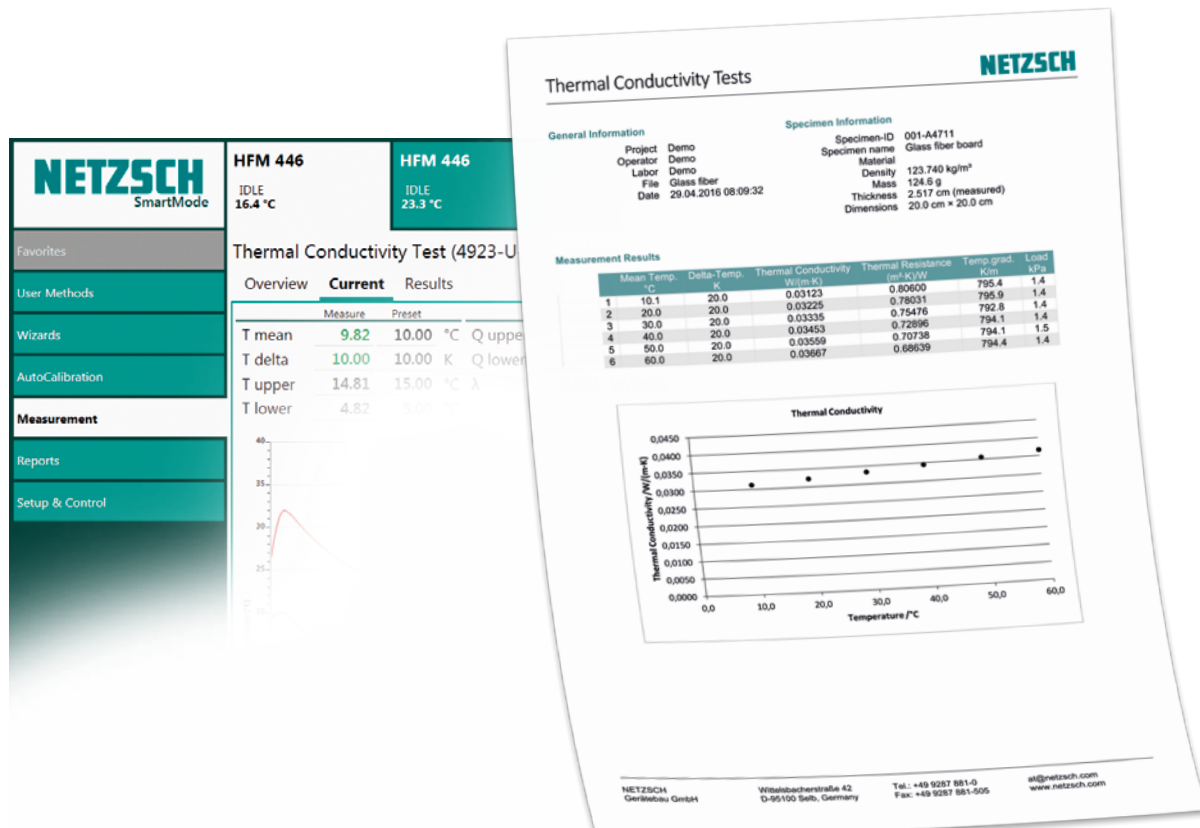 NETZSCH
SmartMode
HFM 446
IDLE
16.4 °C
HFM 446
IDLE
23.3 °C
Favorites
User Methods
Wizards
AutoCalibration
Measurement
Reports
Setup & Control
Thermal Conductivity Test (4923-U
Overview Current Results
Measure Preset
T mean 9.82 10.00 °C Q upper
T delta 10.00 10.00 K Q lower
T upper 14.81 15.00 °C λ
T lower 4.82 5.00 °C
40
35
30
25
Thermal Conductivity Tests
NETZSCH
General Information
Project Demo
Operator Demo
Labor Demo
File Glass fiber
Date 29.04.2016 08:09:32
Specimen Information
Specimen-ID 001-A4711
Specimen name Glass fiber board
Material
Density 123.740 kg/m³
Mass 124.6 g
Thickness 2.517 cm (measured)
Dimensions 20.0 cm × 20.0 cm
Measurement Results
Mean Temp. Delta-Temp. Thermal Conductivity Thermal Resistance Temp.grad. Load
°C K W/(m·K) (m²·K)/W K/m kPa
1 10.1 20.0 0.03123 0.80600 795.4 1.4
2 20.0 20.0 0.03225 0.78031 795.9 1.4
3 30.0 20.0 0.03335 0.75476 792.8 1.4
4 40.0 20.0 0.03453 0.72896 794.1 1.4
5 50.0 20.0 0.03559 0.70738 794.1 1.5
6 60.0 20.0 0.03667 0.68639 794.4 1.4
Thermal Conductivity
Thermal Conductivity /W/(m·K)
0,0450
0,0400
0,0350
0,0300
0,0250
0,0200
0,0150
0,0100
0,0050
0,0000
0,0 10,0 20,0 30,0 40,0 50,0 60,0
Temperature /°C
NETZSCH
Gerätebau GmbH
Wittelsbacherstraße 42
D-95100 Selb, Germany
Tel.: +49 9287 881-0
Fax: +49 9287 881-505
at@netzsch.com
www.netzsch.com